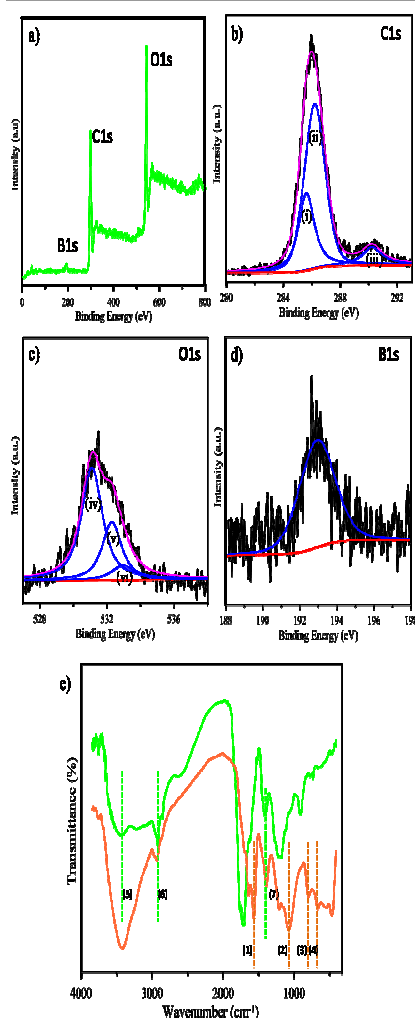 a)
O1s
C1s
B1s
Intensity (a.u)
0 200 400 600 800
Binding Energy (eV)
b)
C1s
(i)
(ii)
(iii)
Intensity (a.u.)
280 284 288 292
Binding Energy (eV)
c)
O1s
(iv)
(v)
(vi)
Intensity (a.u.)
528 532 536
Binding Energy (eV)
d)
B1s
Intensity (a.u.)
188 190 192 194 196 198
Binding Energy (eV)
e)
Transmittance (%)
[5] [6] [1] (7) [2] [3] [4]
4000 3000 2000 1000
Wavenumber (cm-1)